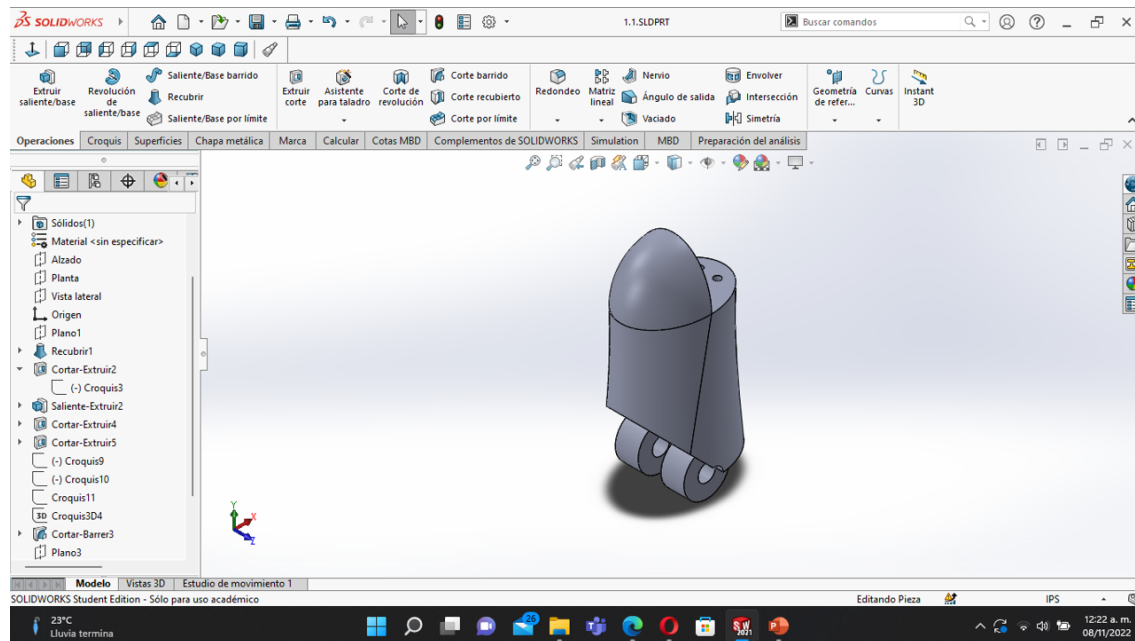 SOLIDWORKS
1.1.SLDPRT
Buscar comandos
Extruir saliente/base
Revolución de saliente/base
Saliente/Base barrido
Recubrir
Saliente/Base por límite
Extruir corte
Asistente para taladro
Corte de revolución
Corte barrido
Corte recubierto
Corte por límite
Redondeo
Matriz lineal
Nervio
Ángulo de salida
Vaciado
Envolver
Intersección
Simetría
Geometría de refer...
Curvas
Instant 3D
Operaciones
Croquis
Superficies
Chapa metálica
Marca
Calcular
Cotas MBD
Complementos de SOLIDWORKS
Simulation
MBD
Preparación del análisis
Sólidos(1)
Material <sin especificar>
Alzado
Planta
Vista lateral
Origen
Plano1
Recubrir1
Cortar-Extruir2
(-) Croquis3
Saliente-Extruir2
Cortar-Extruir4
Cortar-Extruir5
(-) Croquis9
(-) Croquis10
Croquis11
3D Croquis3D4
Cortar-Barrer3
Plano3
Y
X
Z
Modelo
Vistas 3D
Estudio de movimiento 1
SOLIDWORKS Student Edition - Sólo para uso académico
Editando Pieza
IPS
23°C
Lluvia termina
26
12:22 a. m.
08/11/2022